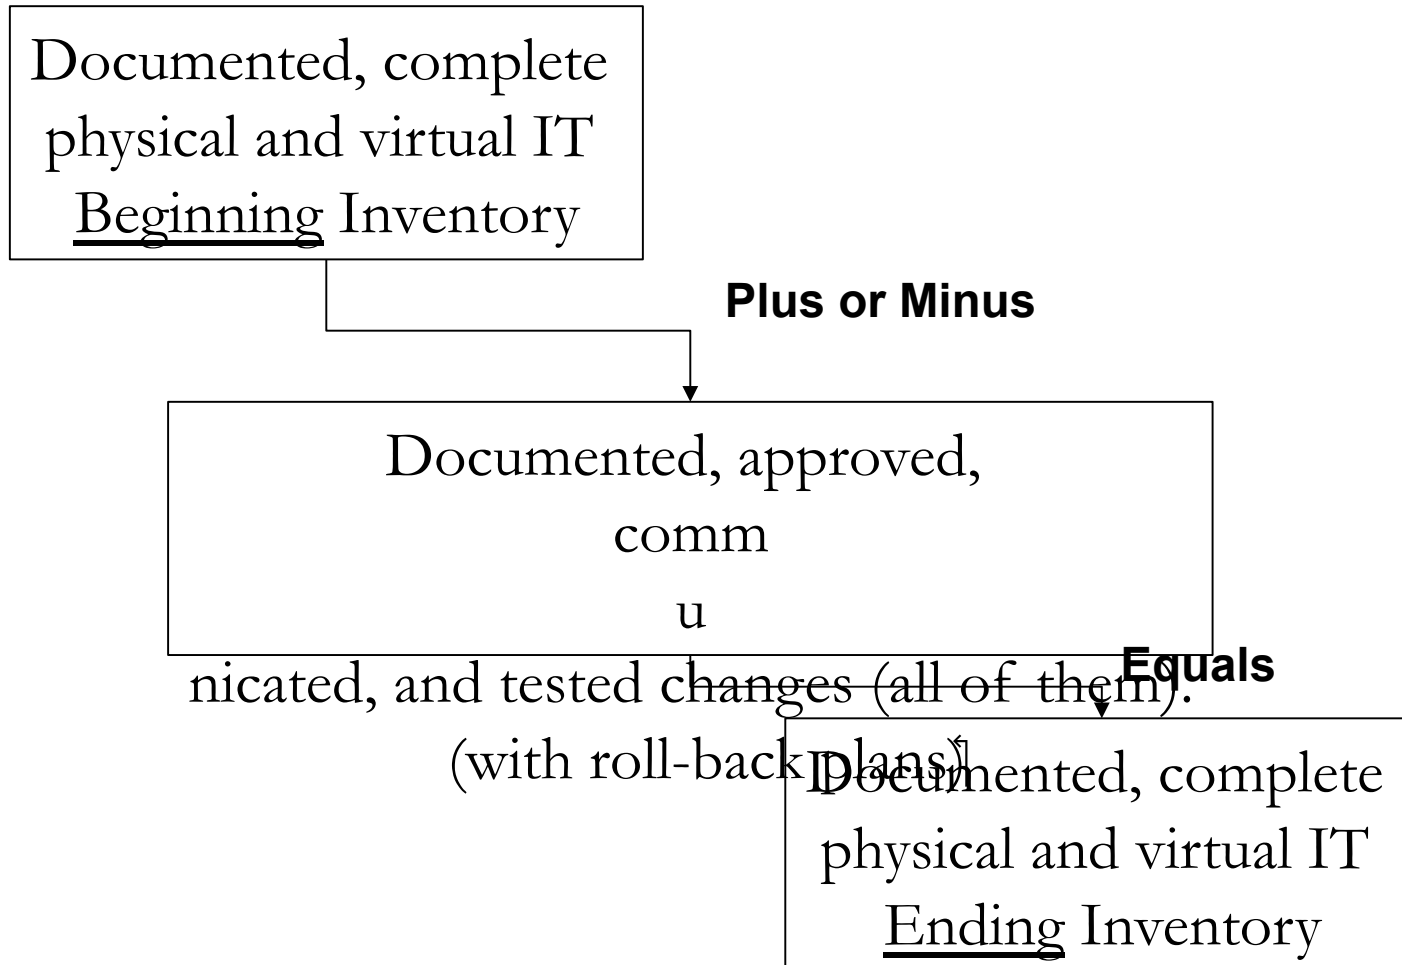 Documented, complete
physical and virtual IT
Beginning Inventory
Plus or Minus
Documented, approved,
comm
u
nicated, and tested changes (all of them).
(with roll-back plans)
Equals
Documented, complete
physical and virtual IT
Ending Inventory